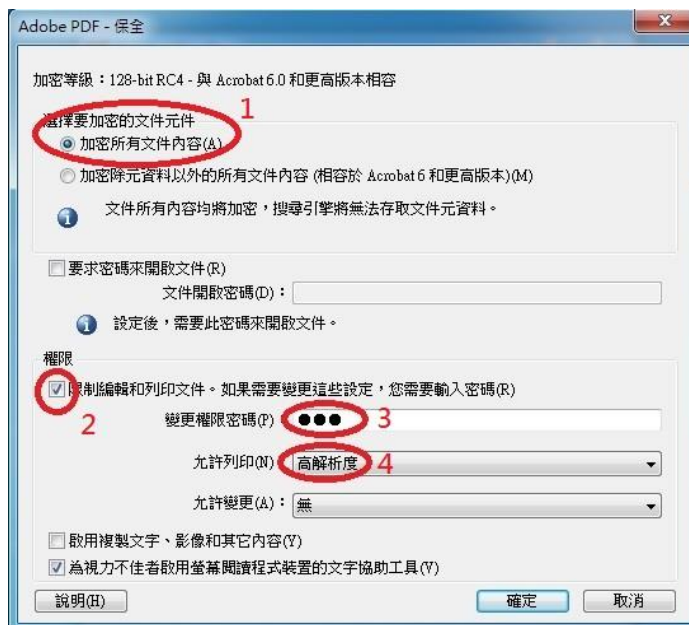 Adobe PDF - 保全
加密等級：128-bit RC4 - 與 Acrobat 6.0 和更高版本相容
1
選擇要加密的文件元件
加密所有文件內容(A)
加密除元資料以外的所有文件內容 (相容於 Acrobat 6 和更高版本)(M)
文件所有內容均將加密，搜尋引擎將無法存取文件元資料。
要求密碼來開啟文件(R)
文件開啟密碼(D)：
設定後，需要此密碼來開啟文件。
權限
限制編輯和列印文件。如果需要變更這些設定，您需要輸入密碼(R)
2
變更權限密碼(P) ●●● 3
允許列印(N) 高解析度 4
允許變更(A)：無
啟用複製文字、影像和其它內容(Y)
為視力不佳者啟用螢幕閱讀程式裝置的文字協助工具(V)
說明(H) 確定 取消